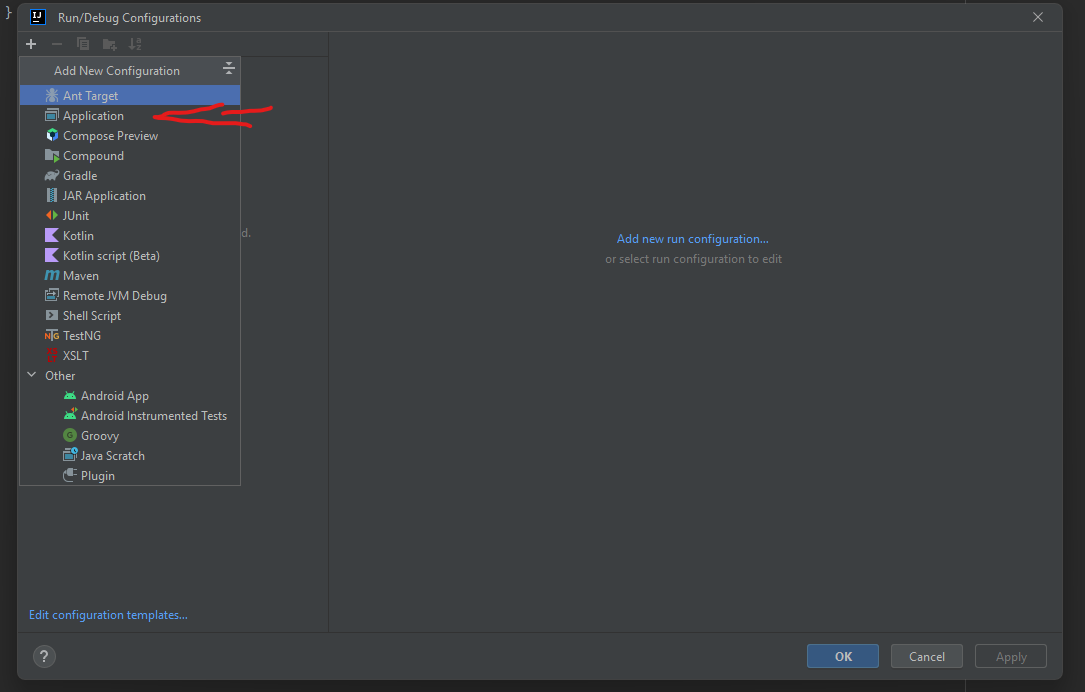 }
IJ
Run/Debug Configurations
Add New Configuration
Ant Target
Application
Compose Preview
Compound
Gradle
JAR Application
JUnit
Kotlin
Kotlin script (Beta)
Maven
Remote JVM Debug
Shell Script
TestNG
XSLT
Other
Android App
Android Instrumented Tests
Groovy
Java Scratch
Plugin
d.
Add new run configuration...
or select run configuration to edit
Edit configuration templates...
?
OK
Cancel
Apply